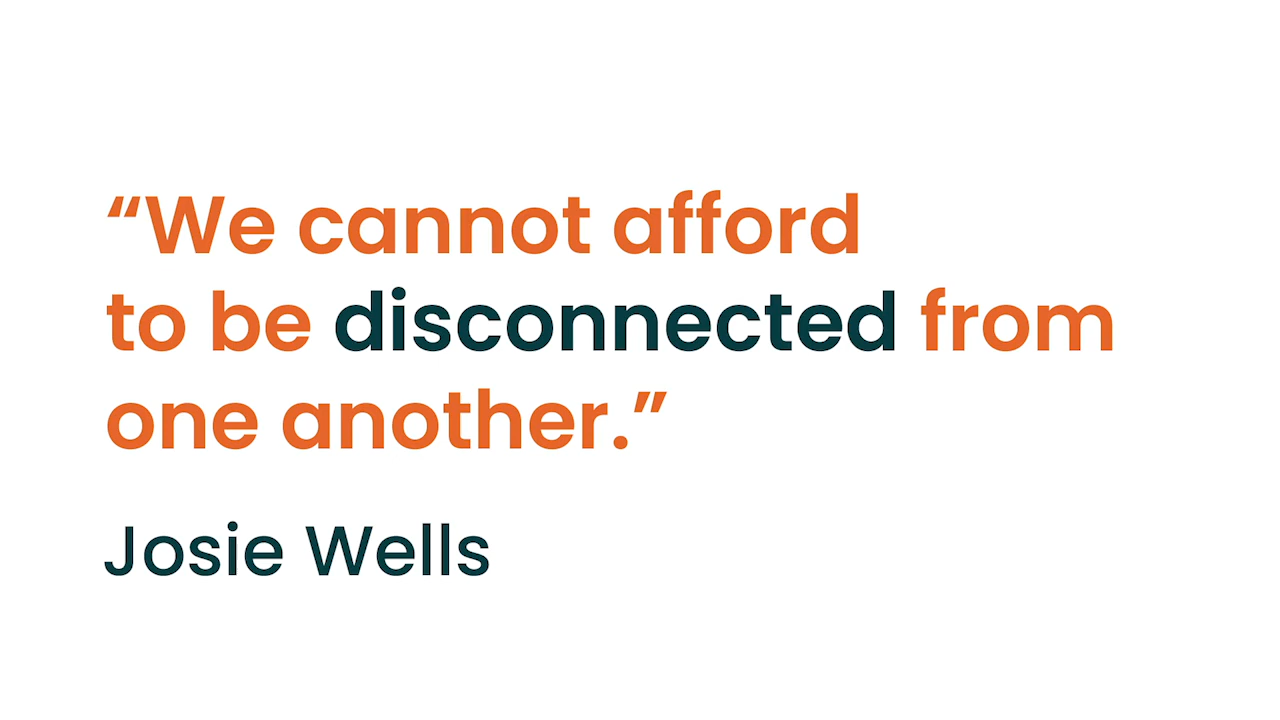 “We cannot afford
to be disconnected from
one another.”
Josie Wells